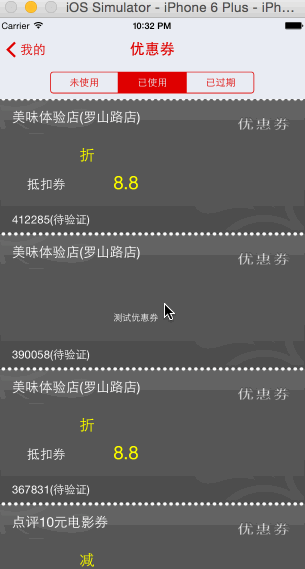 iOS Simulator - iPhone 6 Plus - iPh...
Carrier 10:32 PM
我的 优惠券
未使用 已使用 已过期
美味体验店(罗山路店) 优惠券
折
抵扣券 8.8
412285(待验证)
美味体验店(罗山路店) 优惠券
测试优惠券
390058(待验证)
美味体验店(罗山路店) 优惠券
折
抵扣券 8.8
367831(待验证)
点评10元电影券 优惠券
减